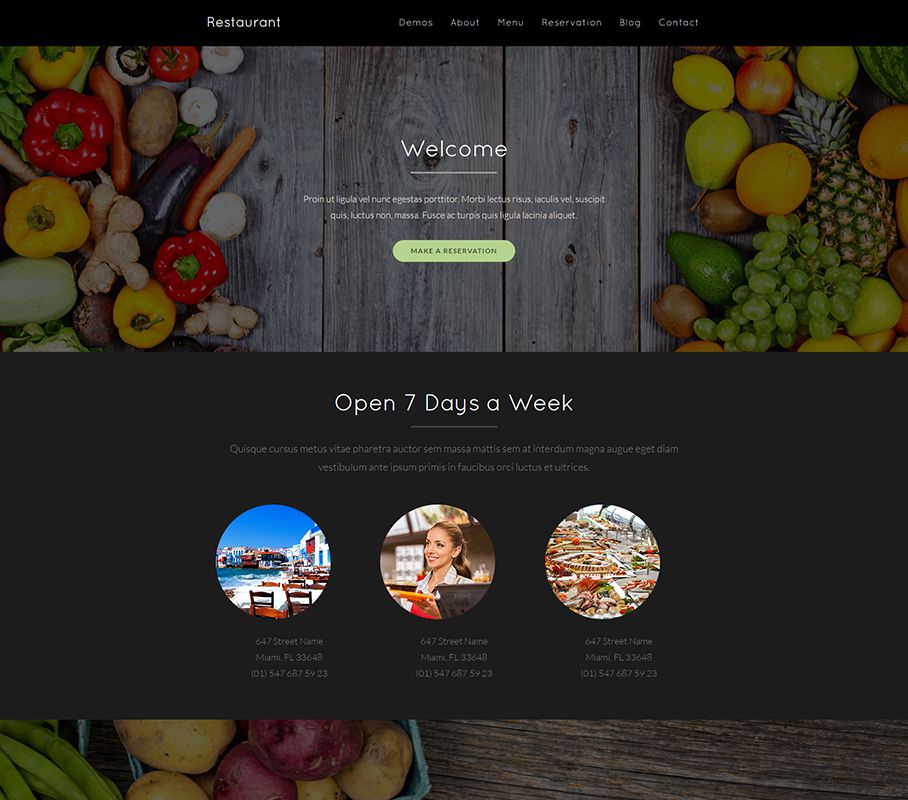 Restaurant
Demos About Menu Reservation Blog Contact
Welcome
Proin ut ligula vel nunc egestas porttitor. Morbi lectus risus, iaculis vel, suscipit
quis, luctus non, massa. Fusce ac turpis quis ligula lacinia aliquet.
MAKE A RESERVATION
Open 7 Days a Week
Quisque cursus metus vitae pharetra auctor sem massa mattis sem at interdum magna augue eget diam
vestibulum ante ipsum primis in faucibus orci luctus et ultrices.
647 Street Name
Miami, FL 33648
(01) 547 687 59 23
647 Street Name
Miami, FL 33648
(01) 547 687 59 23
647 Street Name
Miami, FL 33648
(01) 547 687 59 23